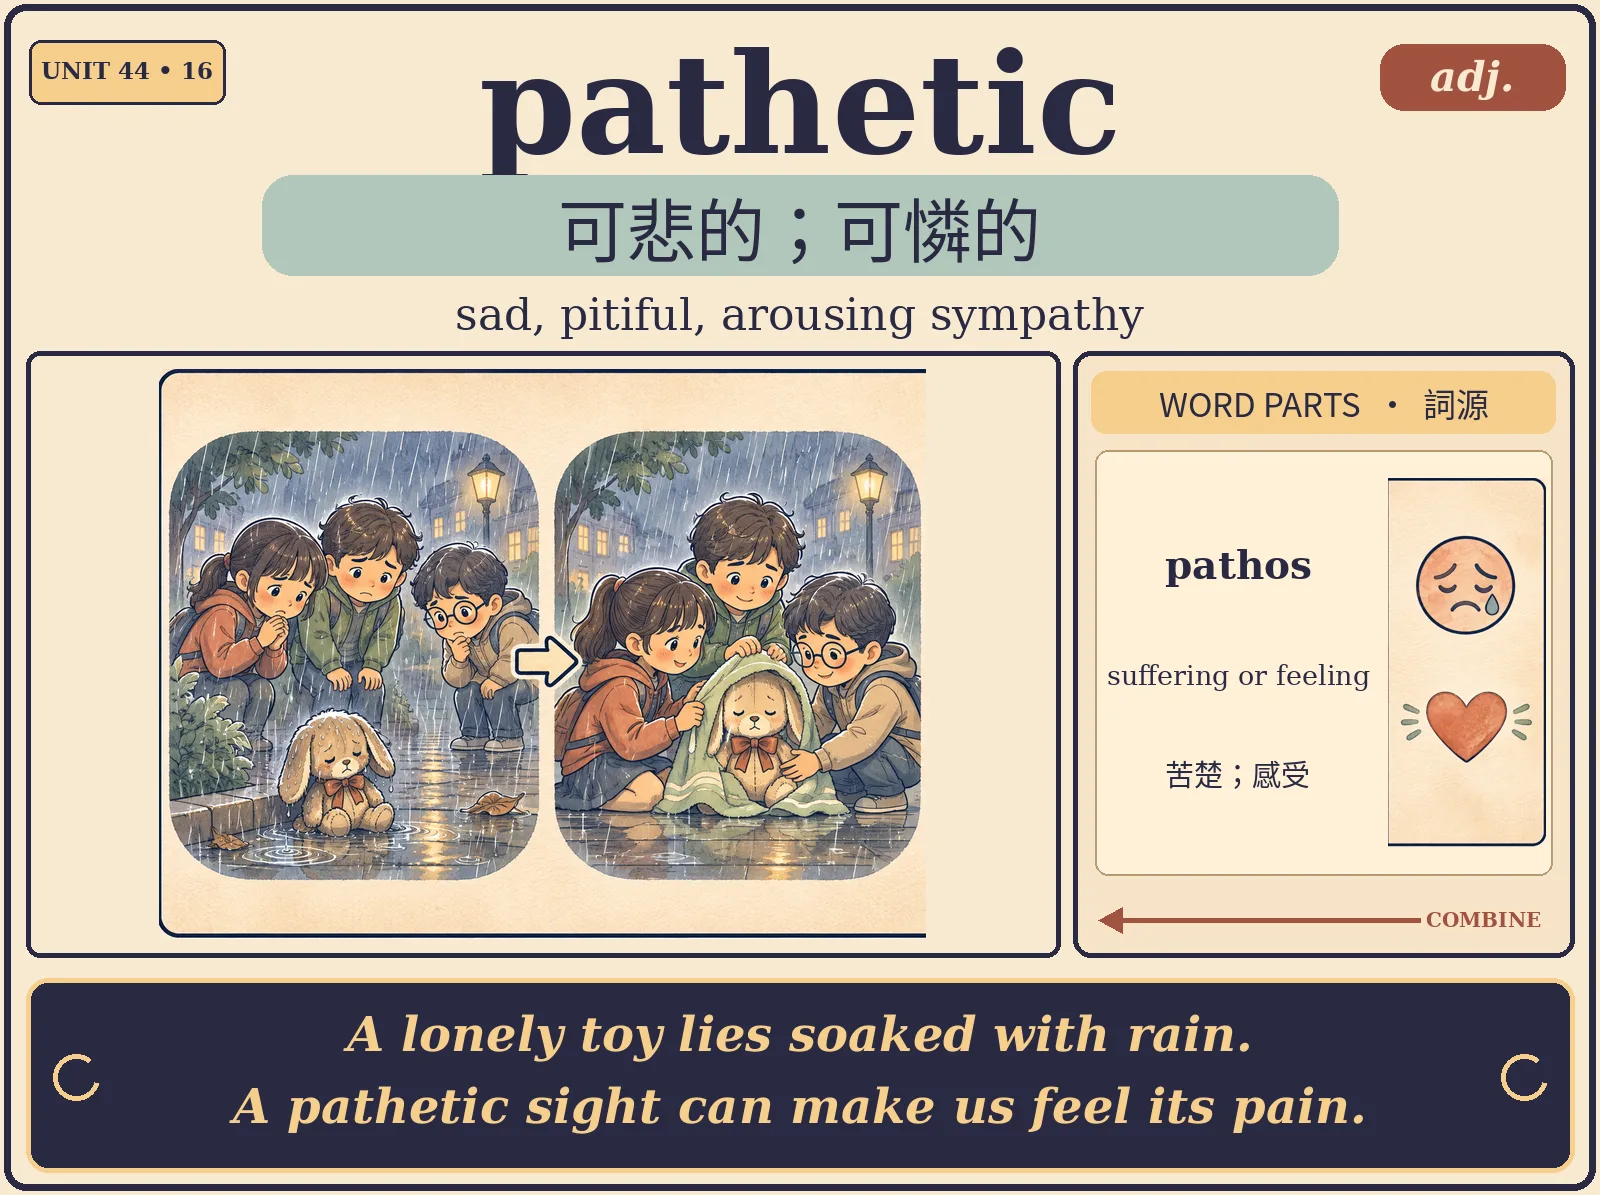 UNIT 44 • 16
pathetic
adj.
可悲的；可憐的
sad, pitiful, arousing sympathy
WORD PARTS • 詞源
pathos
suffering or feeling
苦楚；感受
COMBINE
A lonely toy lies soaked with rain.
A pathetic sight can make us feel its pain.